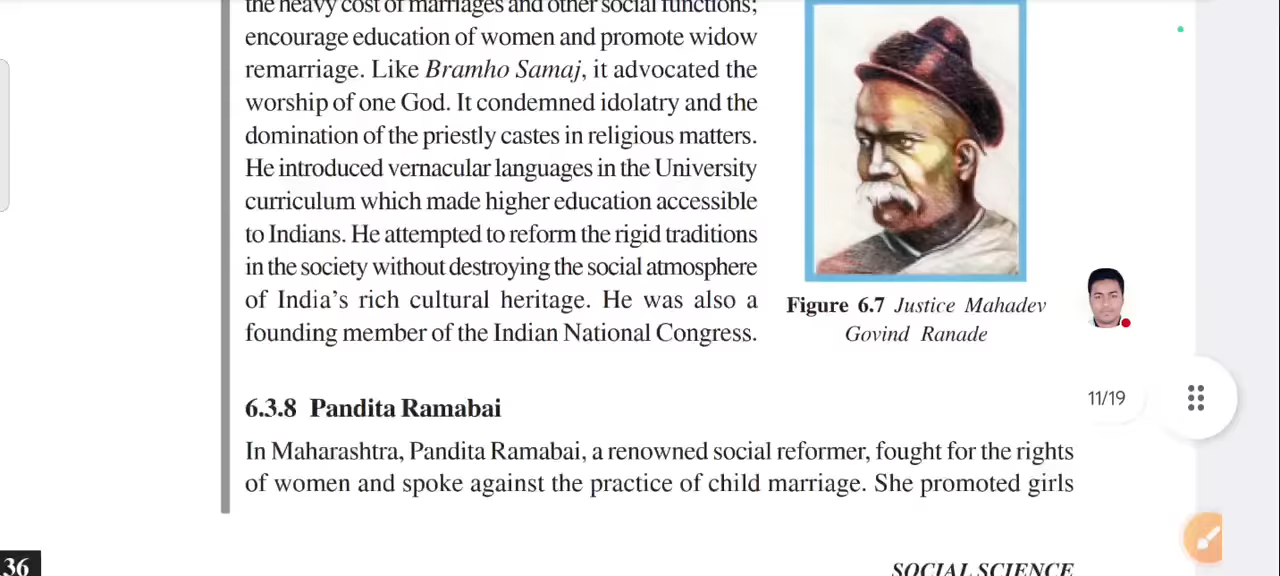 the heavy cost of marriages and other social functions;
encourage education of women and promote widow
remarriage. Like Bramho Samaj, it advocated the
worship of one God. It condemned idolatry and the
domination of the priestly castes in religious matters.
He introduced vernacular languages in the University
curriculum which made higher education accessible
to Indians. He attempted to reform the rigid traditions
in the society without destroying the social atmosphere
of India's rich cultural heritage. He was also a
founding member of the Indian National Congress.
Figure 6.7 Justice Mahadev
Govind Ranade
11/19
6.3.8 Pandita Ramabai
In Maharashtra, Pandita Ramabai, a renowned social reformer, fought for the rights
of women and spoke against the practice of child marriage. She promoted girls
36
SOCIAL SCIENCE